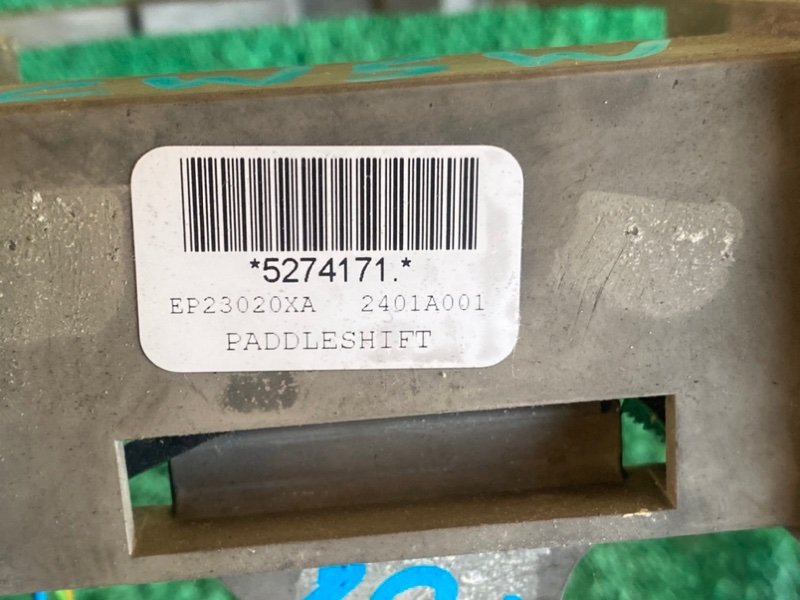 *5274171.*
EP23020XA 2401A001
PADDLESHIFT